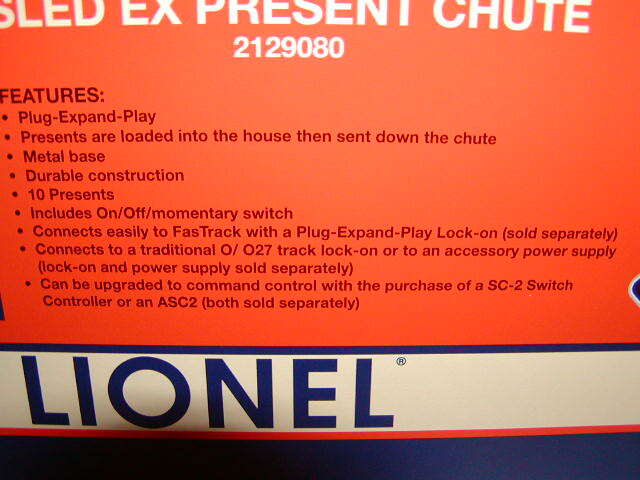 SLED EX PRESENT CHUTE
2129080
FEATURES:
• Plug-Expand-Play
• Presents are loaded into the house then sent down the chute
• Metal base
• Durable construction
• 10 Presents
• Includes On/Off/momentary switch
• Connects easily to FasTrack with a Plug-Expand-Play Lock-on (sold separately)
• Connects to a traditional O/ O27 track lock-on or to an accessory power supply
(lock-on and power supply sold separately)
• Can be upgraded to command control with the purchase of a SC-2 Switch
Controller or an ASC2 (both sold separately)
LIONEL®